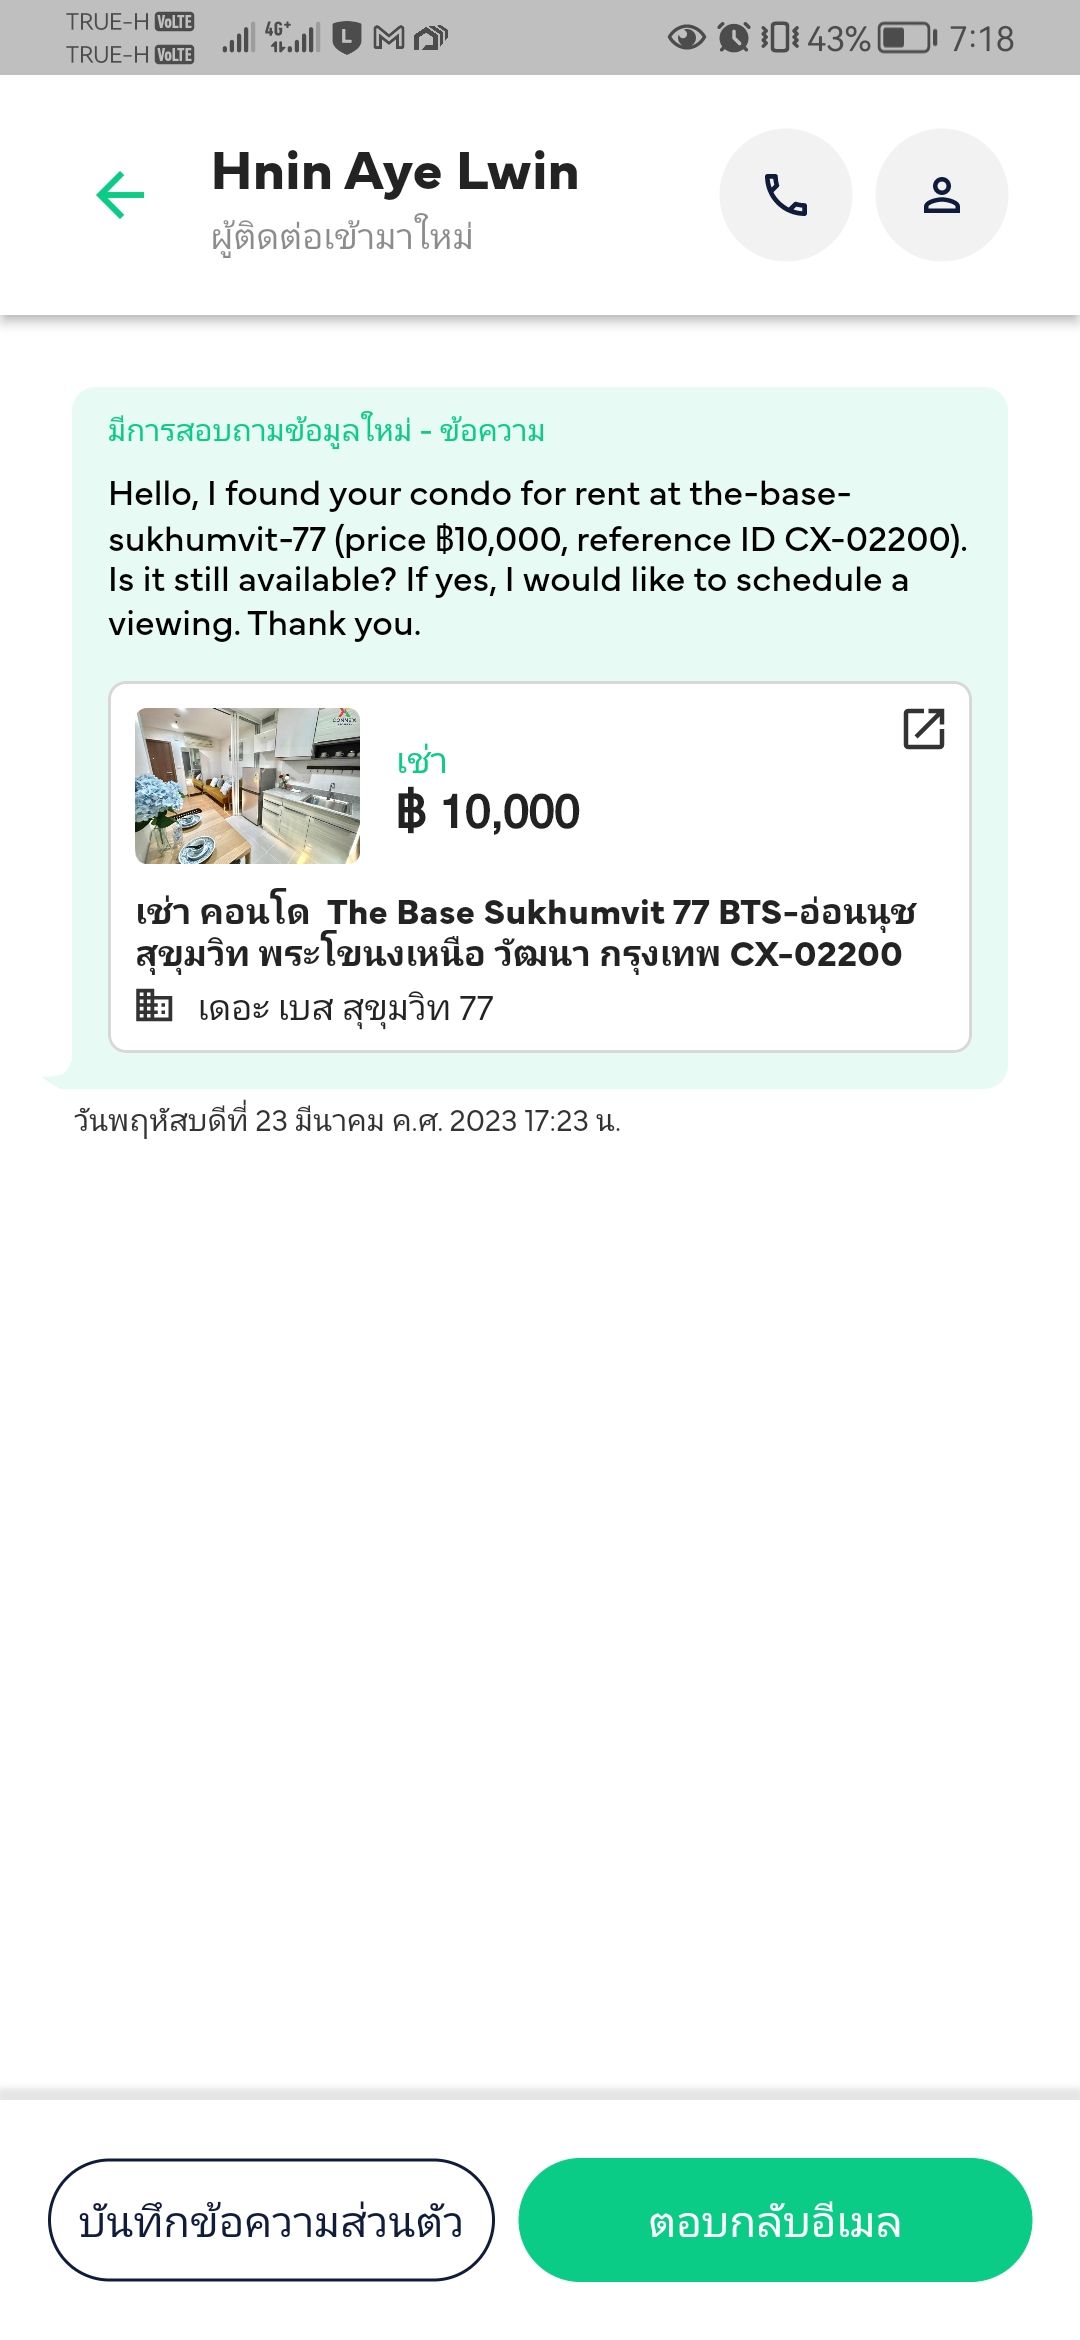 TRUE-H VoLTE
TRUE-H VoLTE
4G+
L
43%
7:18
Hnin Aye Lwin
ผู้ติดต่อเข้ามาใหม่
มีการสอบถามข้อมูลใหม่ - ข้อความ
Hello, I found your condo for rent at the-base-
sukhumvit-77 (price ฿10,000, reference ID CX-02200).
Is it still available? If yes, I would like to schedule a
viewing. Thank you.
CONNEX
เช่า
฿ 10,000
เช่า คอนโด  The Base Sukhumvit 77 BTS-อ่อนนุช
สุขุมวิท พระโขนงเหนือ วัฒนา กรุงเทพ CX-02200
เดอะ เบส สุขุมวิท 77
วันพฤหัสบดีที่ 23 มีนาคม ค.ศ. 2023 17:23 น.
บันทึกข้อความส่วนตัว
ตอบกลับอีเมล